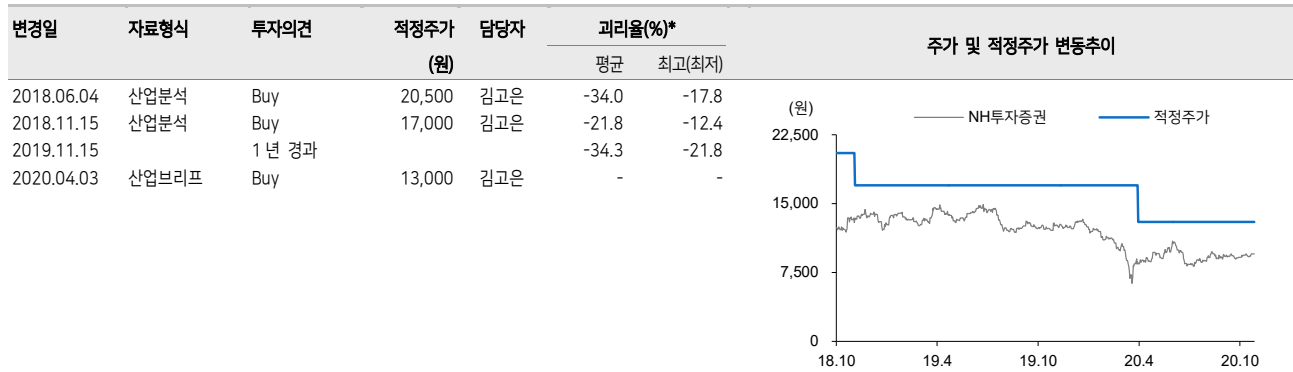 변경일 자료형식 투자의견 적정주가 담당자 괴리율(%)* 주가 및 적정주가 변동추이
(원) 평균 최고(최저)
2018.06.04 산업분석 Buy 20,500 김고은 -34.0 -17.8
2018.11.15 산업분석 Buy 17,000 김고은 -21.8 -12.4
2019.11.15 1년 경과 -34.3 -21.8
2020.04.03 산업브리프 Buy 13,000 김고은 - -
(원)
NH투자증권 적정주가
22,500
15,000
7,500
0
18.10 19.4 19.10 20.4 20.10